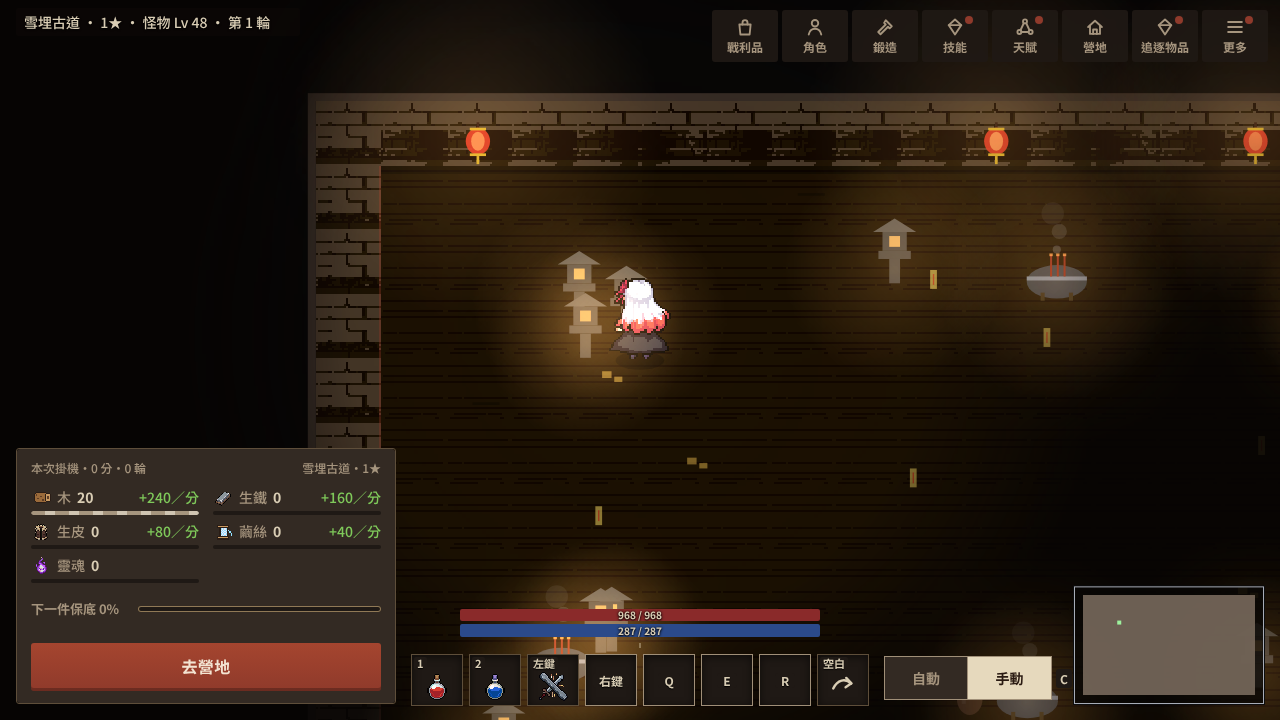 雪埋古道 · 1★ · 怪物 Lv 48 · 第 1 輪
戰利品
角色
鍛造
技能
天賦
營地
追逐物品
更多
本次掛機·0 分·0 輪
雪埋古道·1★
木 20 +240／分
生鐵 0 +160／分
生皮 0 +80／分
繭絲 0 +40／分
靈魂 0
下一件保底 0%
去營地
968 / 968
287 / 287
1
2
左鍵
右鍵
Q
E
R
空白
自動
手動
C